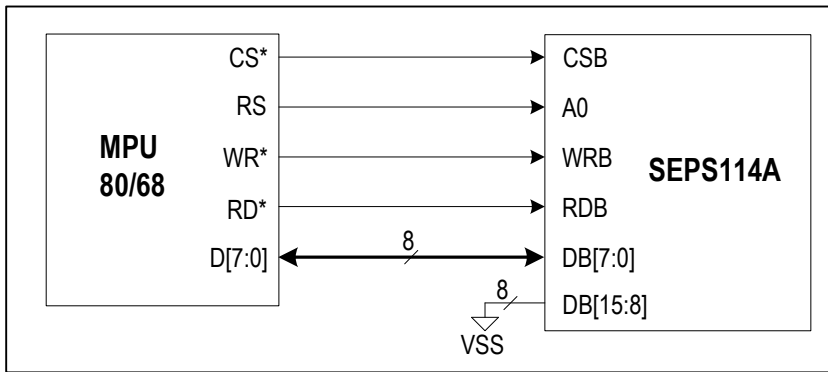 CS* CSB
RS A0
MPU
80/68
WR* WRB
SEPS114A
RD* RDB
D[7:0] 8 DB[7:0]
8 DB[15:8]
VSS